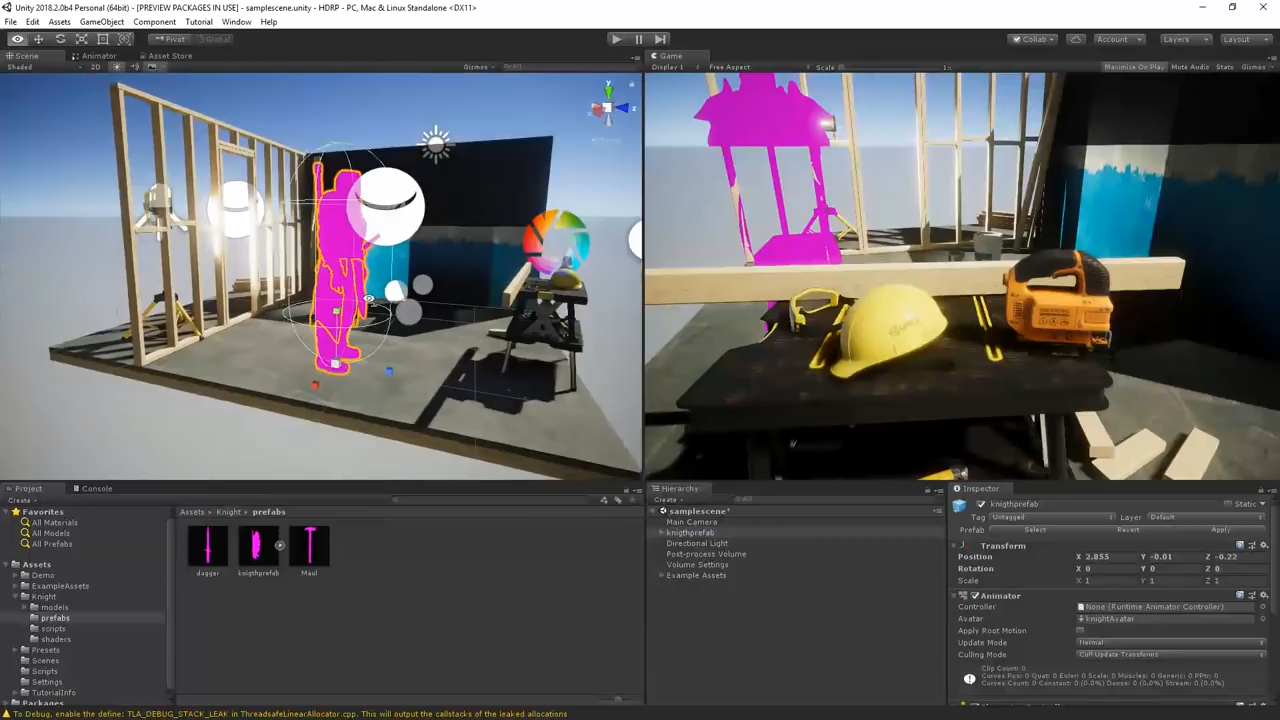 Unity 2018.2.0b4 Personal (64bit) - [PREVIEW PACKAGES IN USE] - samplescene.unity - HDRP - PC, Mac & Linux Standalone <DX11>
File Edit Assets GameObject Component Tutorial Window Help
Pivot Global Collab Account Layers Layout
Scene Animator Asset Store Game
Shaded 2D Gizmos All Display 1 Free Aspect Scale 1x Maximize On Play Mute Audio Stats Gizmos
y
z
Project Console Hierarchy Inspector
Create Create All knigthprefab Static
Favorites Assets Knight prefabs samplescene* Tag Untagged Layer Default
All Materials Main Camera Prefab Select Revert Apply
All Models knigthprefab
All Prefabs Directional Light Transform
Assets Post-process Volume Position X 2.855 Y -0.01 Z -0.22
Demo dagger knigthprefab Maul Volume Settings Rotation X 0 Y 0 Z 0
ExampleAssets Example Assets Scale X 1 Y 1 Z 1
Knight Animator
models Controller None (Runtime Animator Controller)
prefabs Avatar knightAvatar
scripts Apply Root Motion
shaders Update Mode Normal
Presets Culling Mode Cull Update Transforms
Scenes Clip Count: 0
Scripts Curves Pos: 0 Quat: 0 Euler: 0 Scale: 0 Muscles: 0 Generic: 0 PPtr: 0
Settings Curves Count: 0 Constant: 0 (0.0%) Dense: 0 (0.0%) Stream: 0 (0.0%)
TutorialInfo
Packages
To Debug, enable the define: TLA_DEBUG_STACK_LEAK in ThreadsafeLinearAllocator.cpp. This will output the callstacks of the leaked allocations